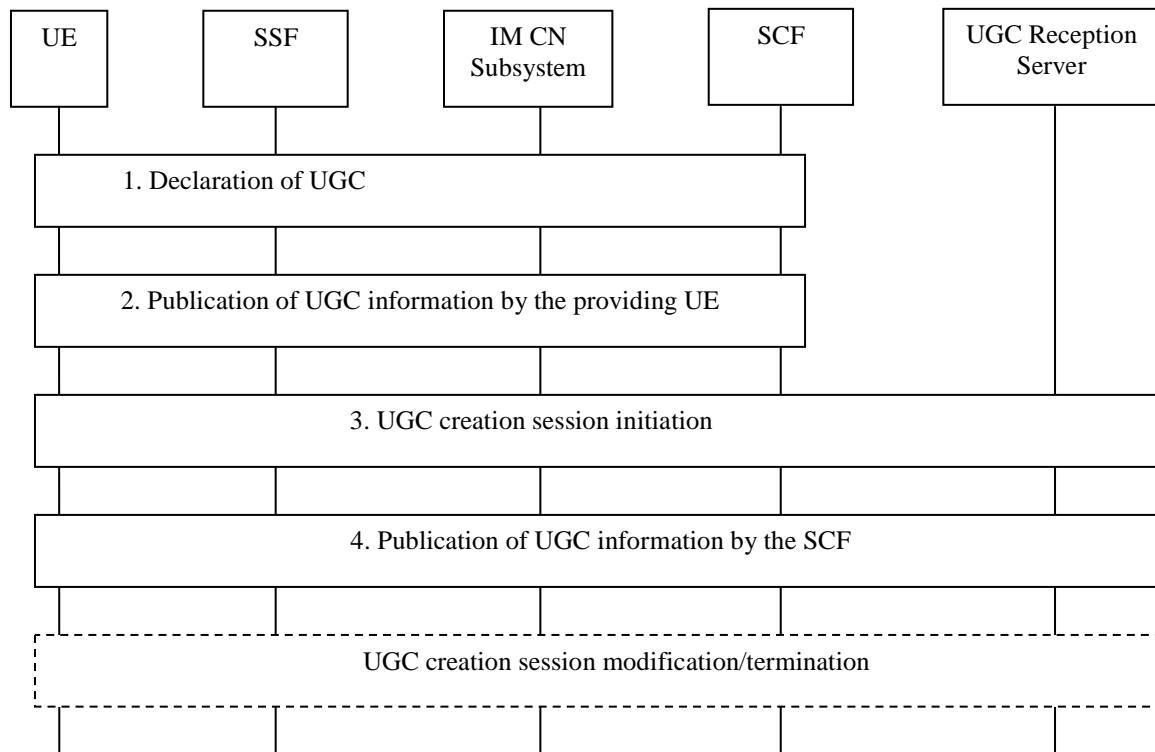 UE
SSF
IM CN
Subsystem
SCF
UGC Reception
Server
1. Declaration of UGC
2. Publication of UGC information by the providing UE
3. UGC creation session initiation
4. Publication of UGC information by the SCF
UGC creation session modification/termination